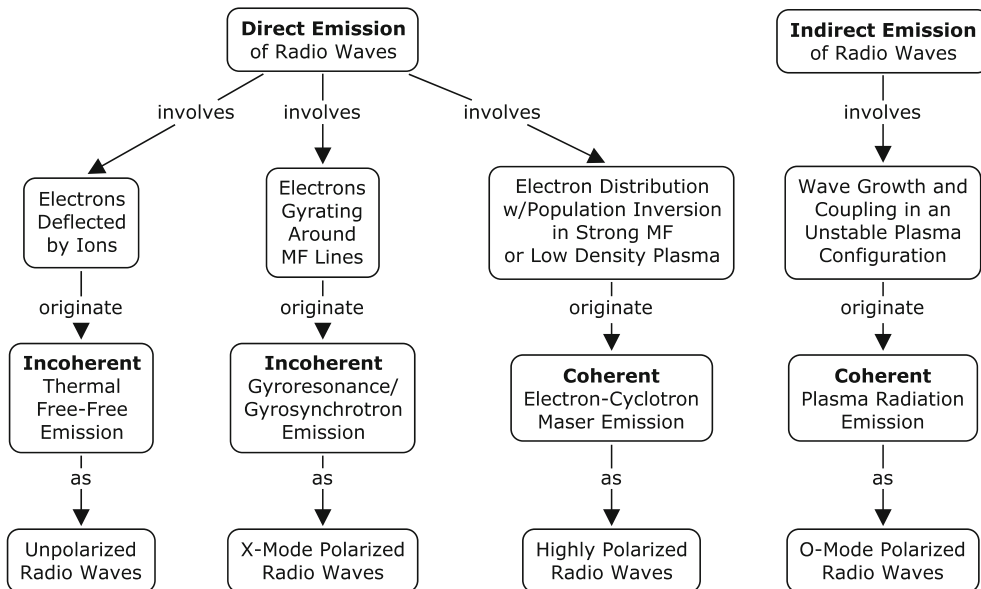 Direct Emission
of Radio Waves
Indirect Emission
of Radio Waves
involves
involves
involves
involves
Electrons
Deflected
by Ions
Electrons
Gyrating
Around
MF Lines
Electron Distribution
w/Population Inversion
in Strong MF
or Low Density Plasma
Wave Growth and
Coupling in an
Unstable Plasma
Configuration
originate
originate
originate
originate
Incoherent
Thermal
Free-Free
Emission
Incoherent
Gyroresonance/
Gyrosynchrotron
Emission
Coherent
Electron-Cyclotron
Maser Emission
Coherent
Plasma Radiation
Emission
as
as
as
as
Unpolarized
Radio Waves
X-Mode Polarized
Radio Waves
Highly Polarized
Radio Waves
O-Mode Polarized
Radio Waves